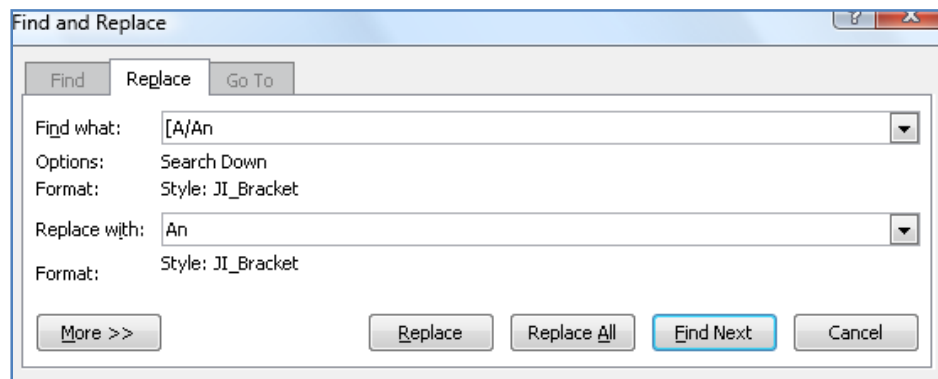 Find and Replace
Find Replace Go To
Find what: [A/An
Options: Search Down
Format: Style: JI_Bracket
Replace with: An
Format: Style: JI_Bracket
More >> Replace Replace All Find Next Cancel